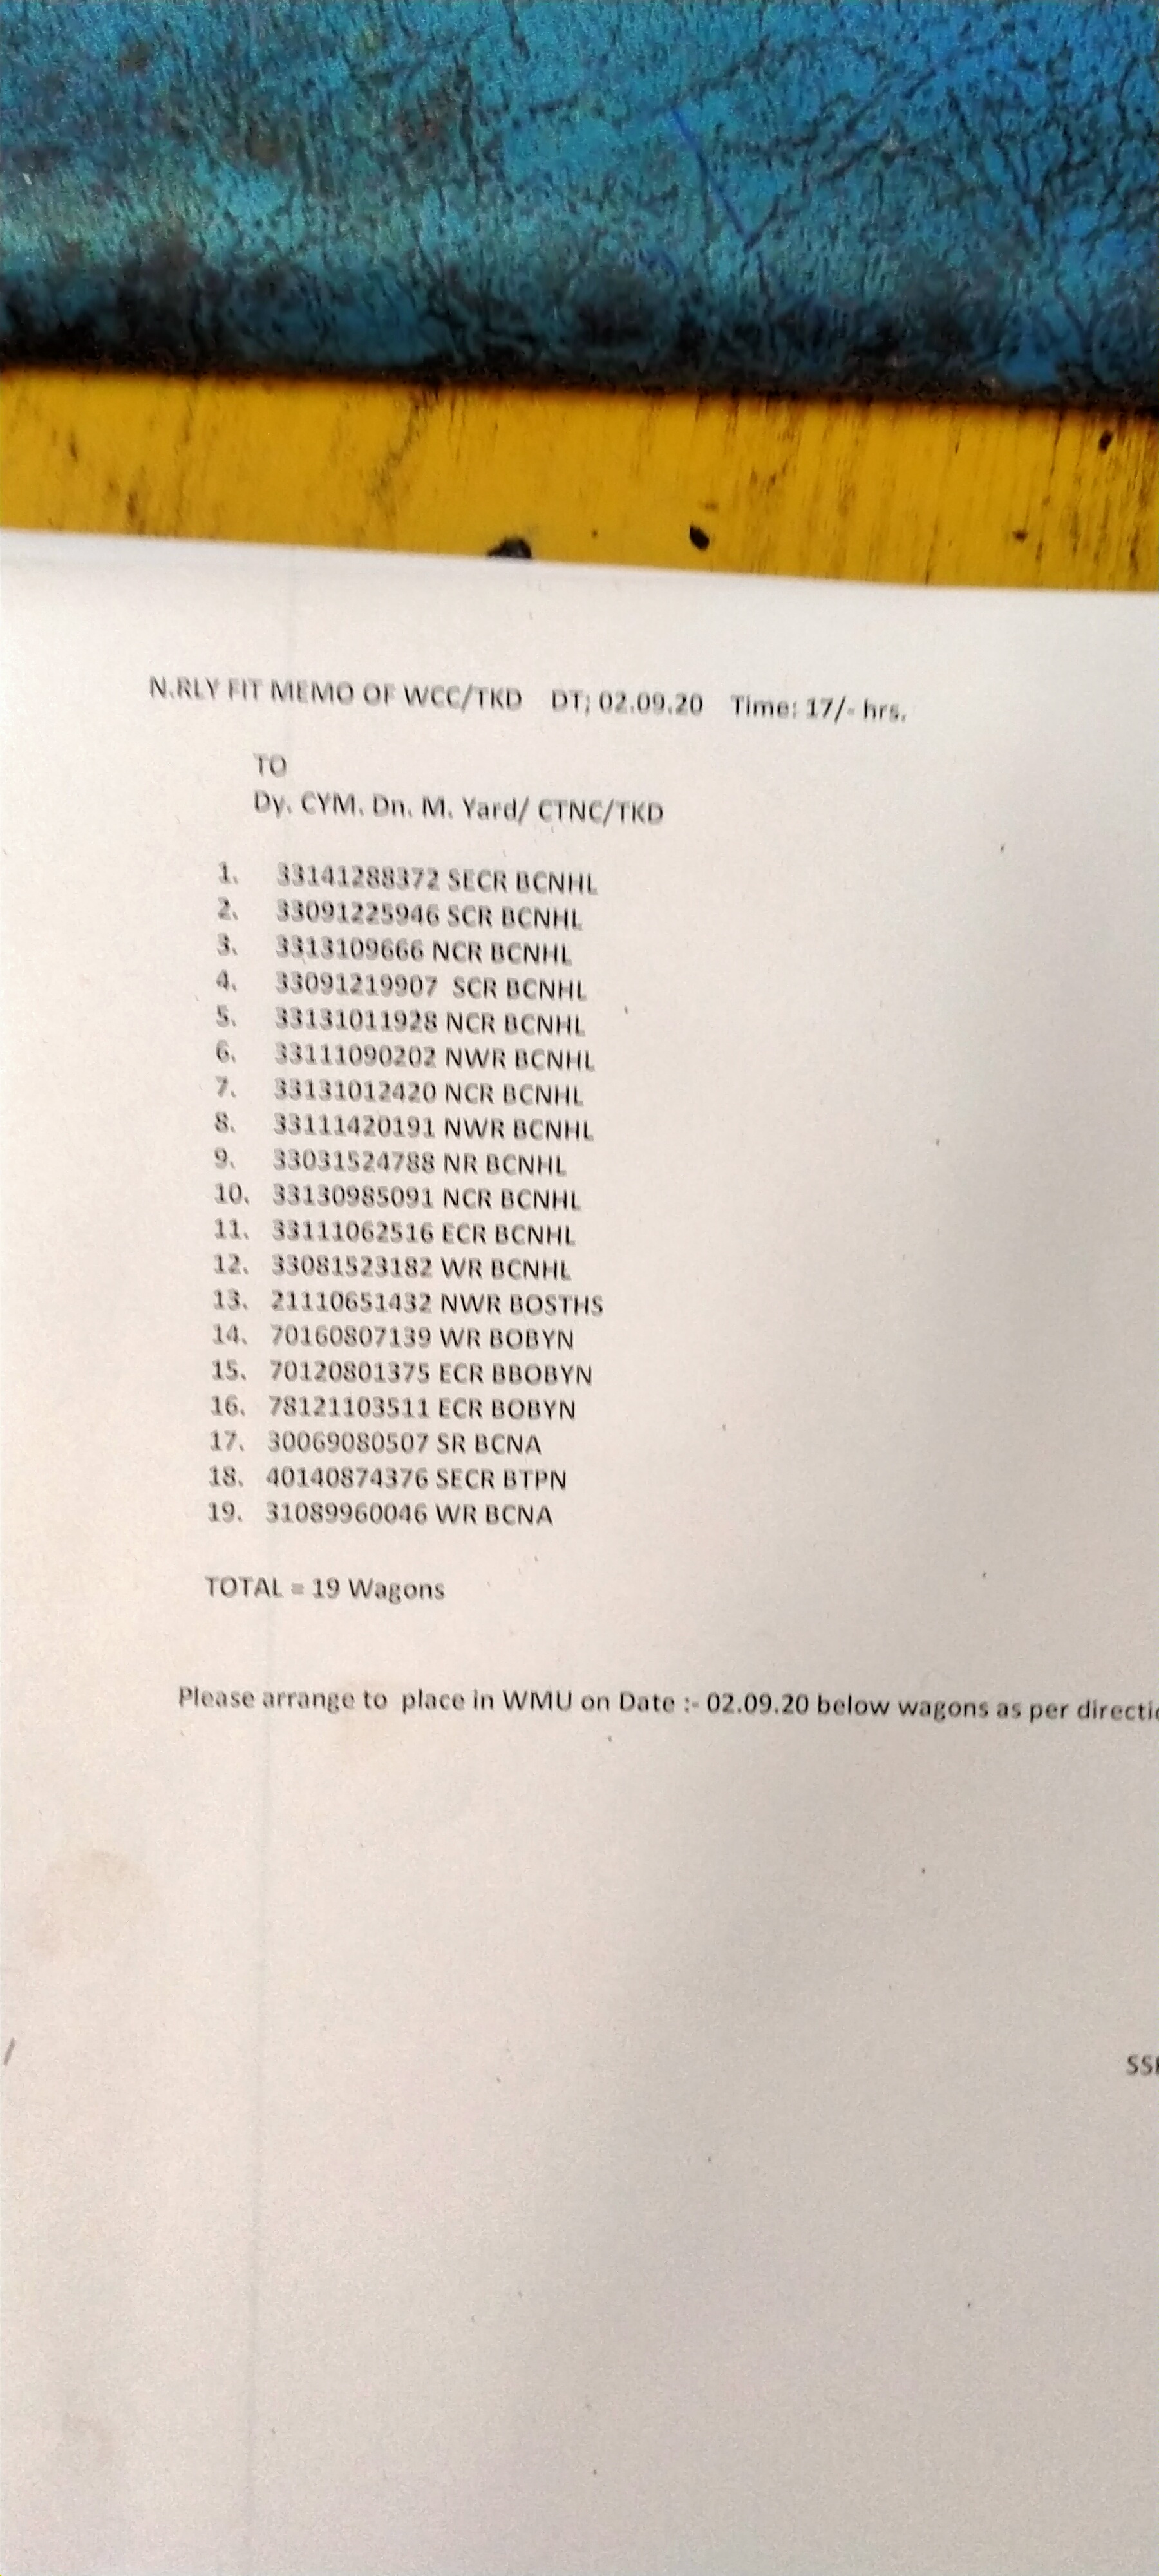 N.RLY FIT MEMO OF WCC/TKD DT; 02.09.20 Time: 17/- hrs.
TO
Dy. CYM. Dn. M. Yard/ CTNC/TKD
1. 33141288372 SECR BCNHL
2. 33091225946 SCR BCNHL
3. 3313109666 NCR BCNHL
4. 33091219907 SCR BCNHL
5. 33131011928 NCR BCNHL
6. 33111090202 NWR BCNHL
7. 33131012420 NCR BCNHL
8. 33111420191 NWR BCNHL
9. 33031524788 NR BCNHL
10. 33130985091 NCR BCNHL
11. 33111062516 ECR BCNHL
12. 33081523182 WR BCNHL
13. 21110651432 NWR BOSTHS
14. 70160807139 WR BOBYN
15. 70120801375 ECR BBOBYN
16. 78121103511 ECR BOBYN
17. 30069080507 SR BCNA
18. 40140874376 SECR BTPN
19. 31089960046 WR BCNA
TOTAL = 19 Wagons
Please arrange to place in WMU on Date :- 02.09.20 below wagons as per